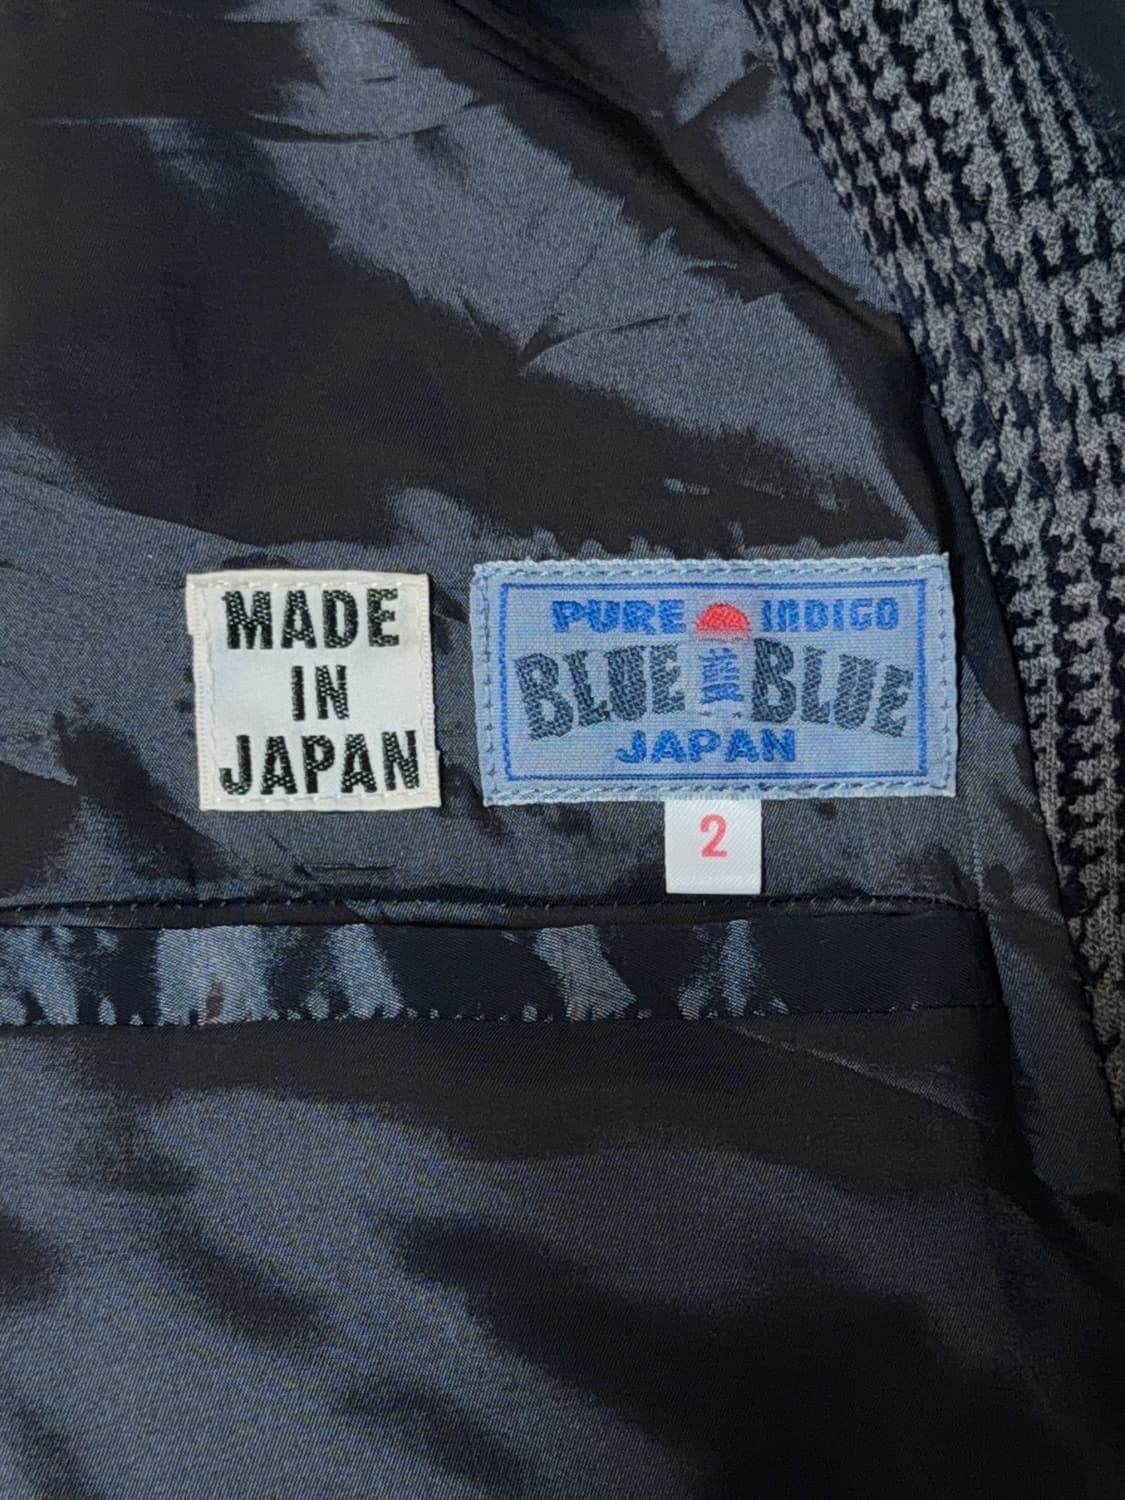 MADE
IN
JAPAN
PURE INDIGO
BLUE 藍 BLUE
JAPAN
2